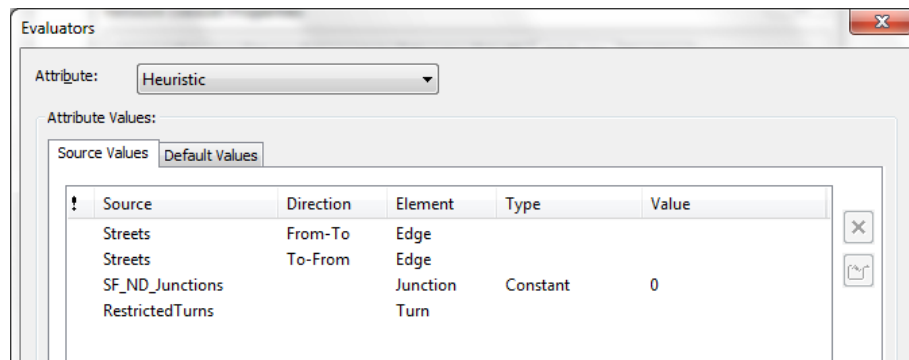 Evaluators
Attribute: Heuristic
Attribute Values:
Source Values Default Values
! Source Direction Element Type Value
Streets From-To Edge
Streets To-From Edge
SF_ND_Junctions Junction Constant 0
RestrictedTurns Turn